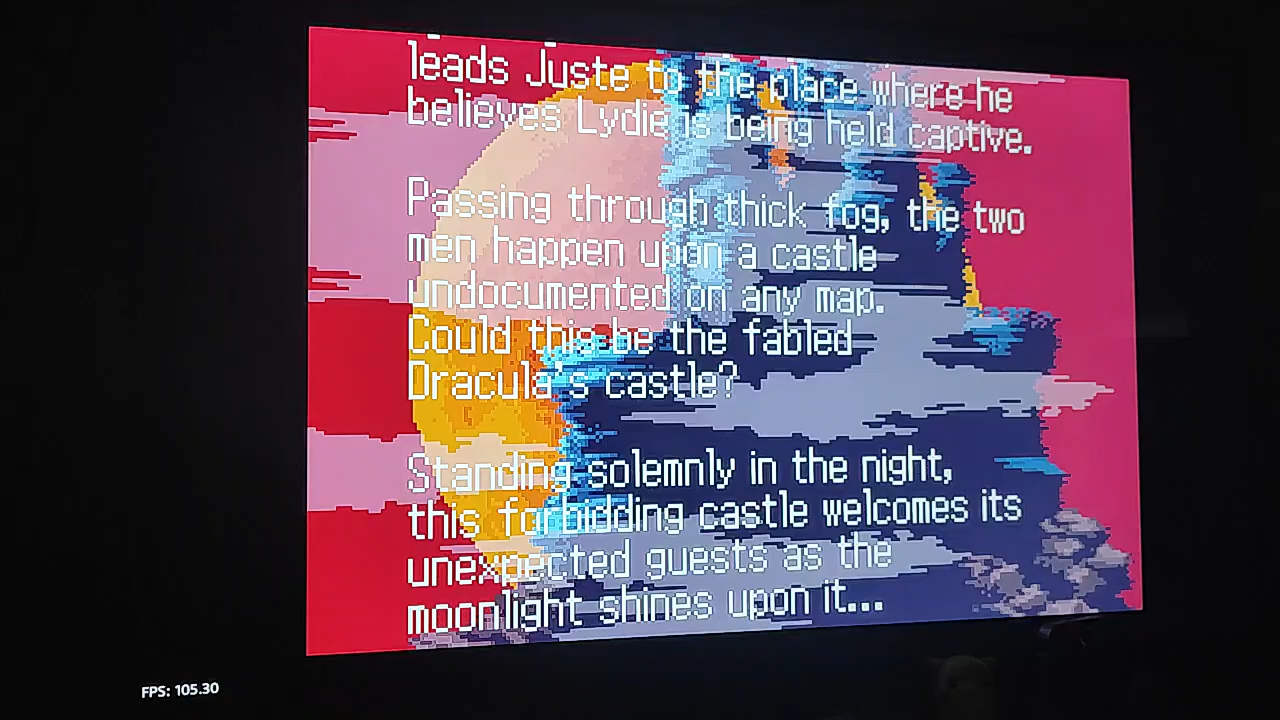 leads Juste to the place where he
believes Lydie is being held captive.
Passing through thick fog, the two
men happen upon a castle
undocumented on any map.
Could this be the fabled
Dracula's castle?
Standing solemnly in the night,
this forbidding castle welcomes its
unexpected guests as the
moonlight shines upon it...
FPS: 105.30